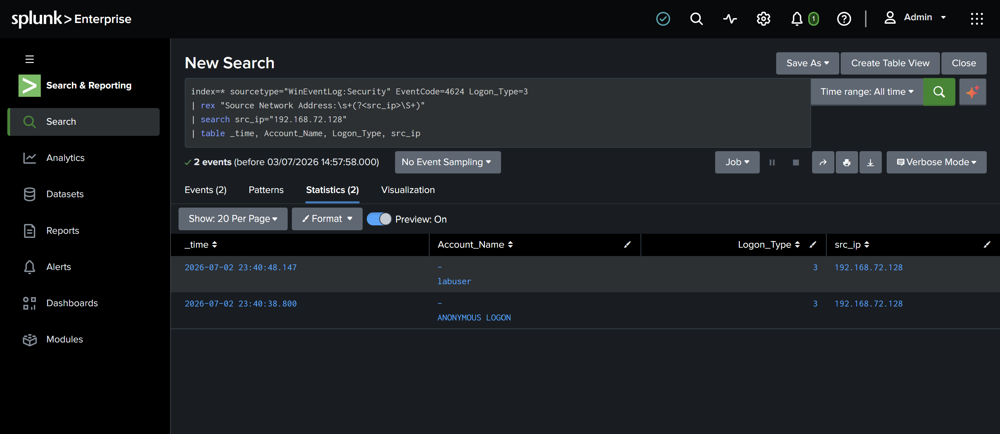 splunk> Enterprise
1
Admin
Search & Reporting
Search
Analytics
Datasets
Reports
Alerts
Dashboards
Modules
New Search
Save As
Create Table View
Close
index=* sourcetype="WinEventLog:Security" EventCode=4624 Logon_Type=3
| rex "Source Network Address:\s+(?<src_ip>\S+)"
| search src_ip="192.168.72.128"
| table _time, Account_Name, Logon_Type, src_ip
Time range: All time
2 events (before 03/07/2026 14:57:58.000)
No Event Sampling
Job
Verbose Mode
Events (2)
Patterns
Statistics (2)
Visualization
Show: 20 Per Page
Format
Preview: On
_time
Account_Name
Logon_Type
src_ip
2026-07-02 23:40:48.147
-
labuser
3
192.168.72.128
2026-07-02 23:40:38.800
-
ANONYMOUS LOGON
3
192.168.72.128